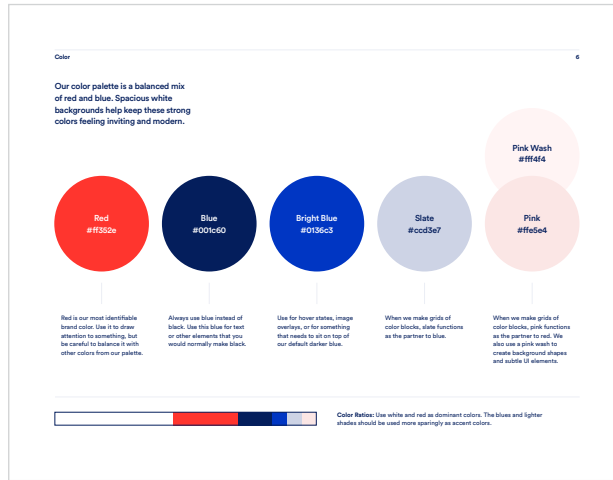 Color
6
Our color palette is a balanced mix
of red and blue. Spacious white
backgrounds help keep these strong
colors feeling inviting and modern.
Pink Wash
#fff4f4
Red
#ff352e
Blue
#001c60
Bright Blue
#0136c3
Slate
#ccd3e7
Pink
#ffe5e4
Red is our most identifiable
brand color. Use it to draw
attention to something, but
be careful to balance it with
other colors from our palette.
Always use blue instead of
black. Use this blue for text
or other elements that you
would normally make black.
Use for hover states, image
overlays, or for something
that needs to sit on top of
our default darker blue.
When we make grids of
color blocks, slate functions
as the partner to blue.
When we make grids of
color blocks, pink functions
as the partner to red. We
also use a pink wash to
create background shapes
and subtle UI elements.
Color Ratios: Use white and red as dominant colors. The blues and lighter
shades should be used more sparingly as accent colors.